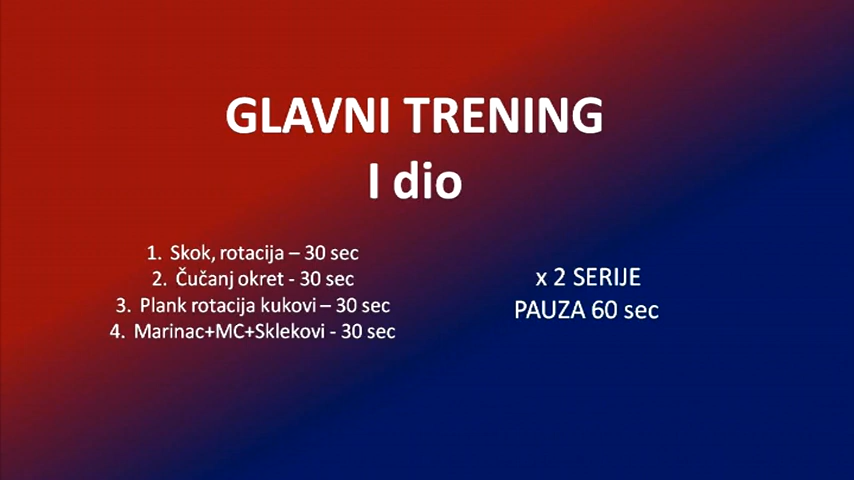 GLAVNI TRENING
I dio
1. Skok, rotacija – 30 sec
2. Čučanj okret - 30 sec
3. Plank rotacija kukovi – 30 sec
4. Marinac+MC+Sklekovi - 30 sec
x 2 SERIJE
PAUZA 60 sec